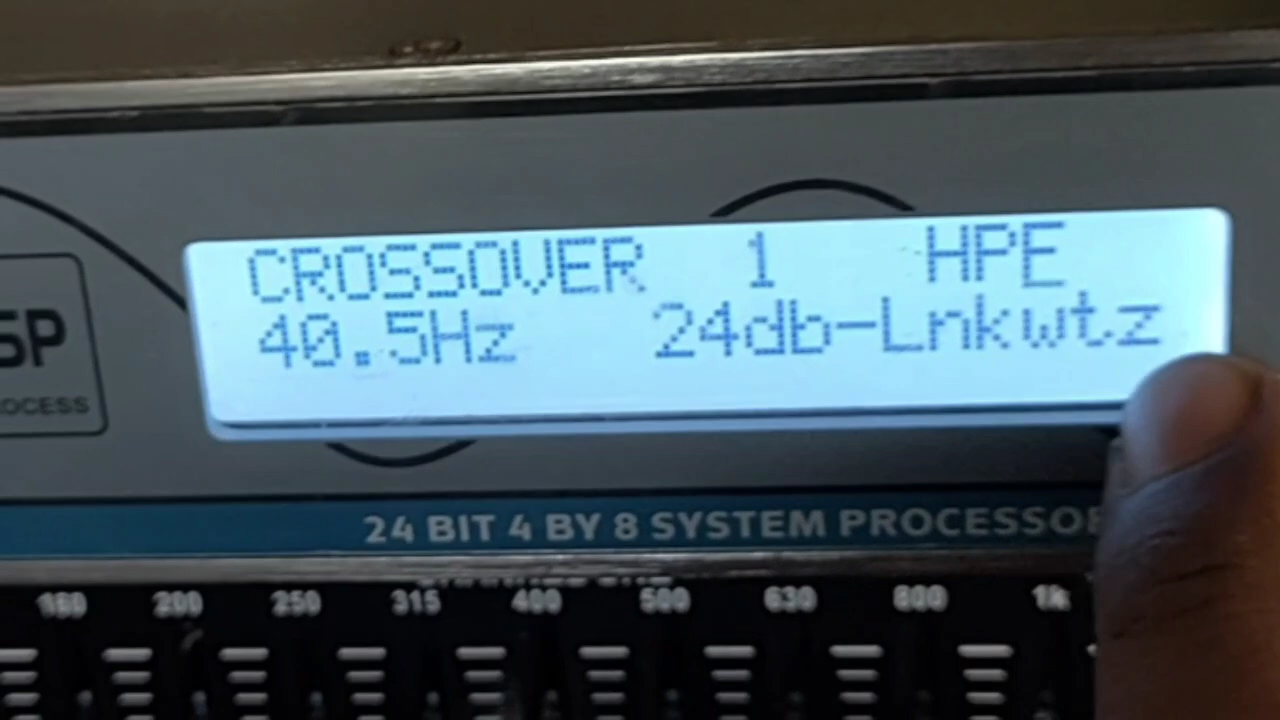 CROSSOVER 1 HPE
40.5Hz 24db-Lnkwtz
SP
OCESS
24 BIT 4 BY 8 SYSTEM PROCESSOR
160 200 250 315 400 500 630 800 1k